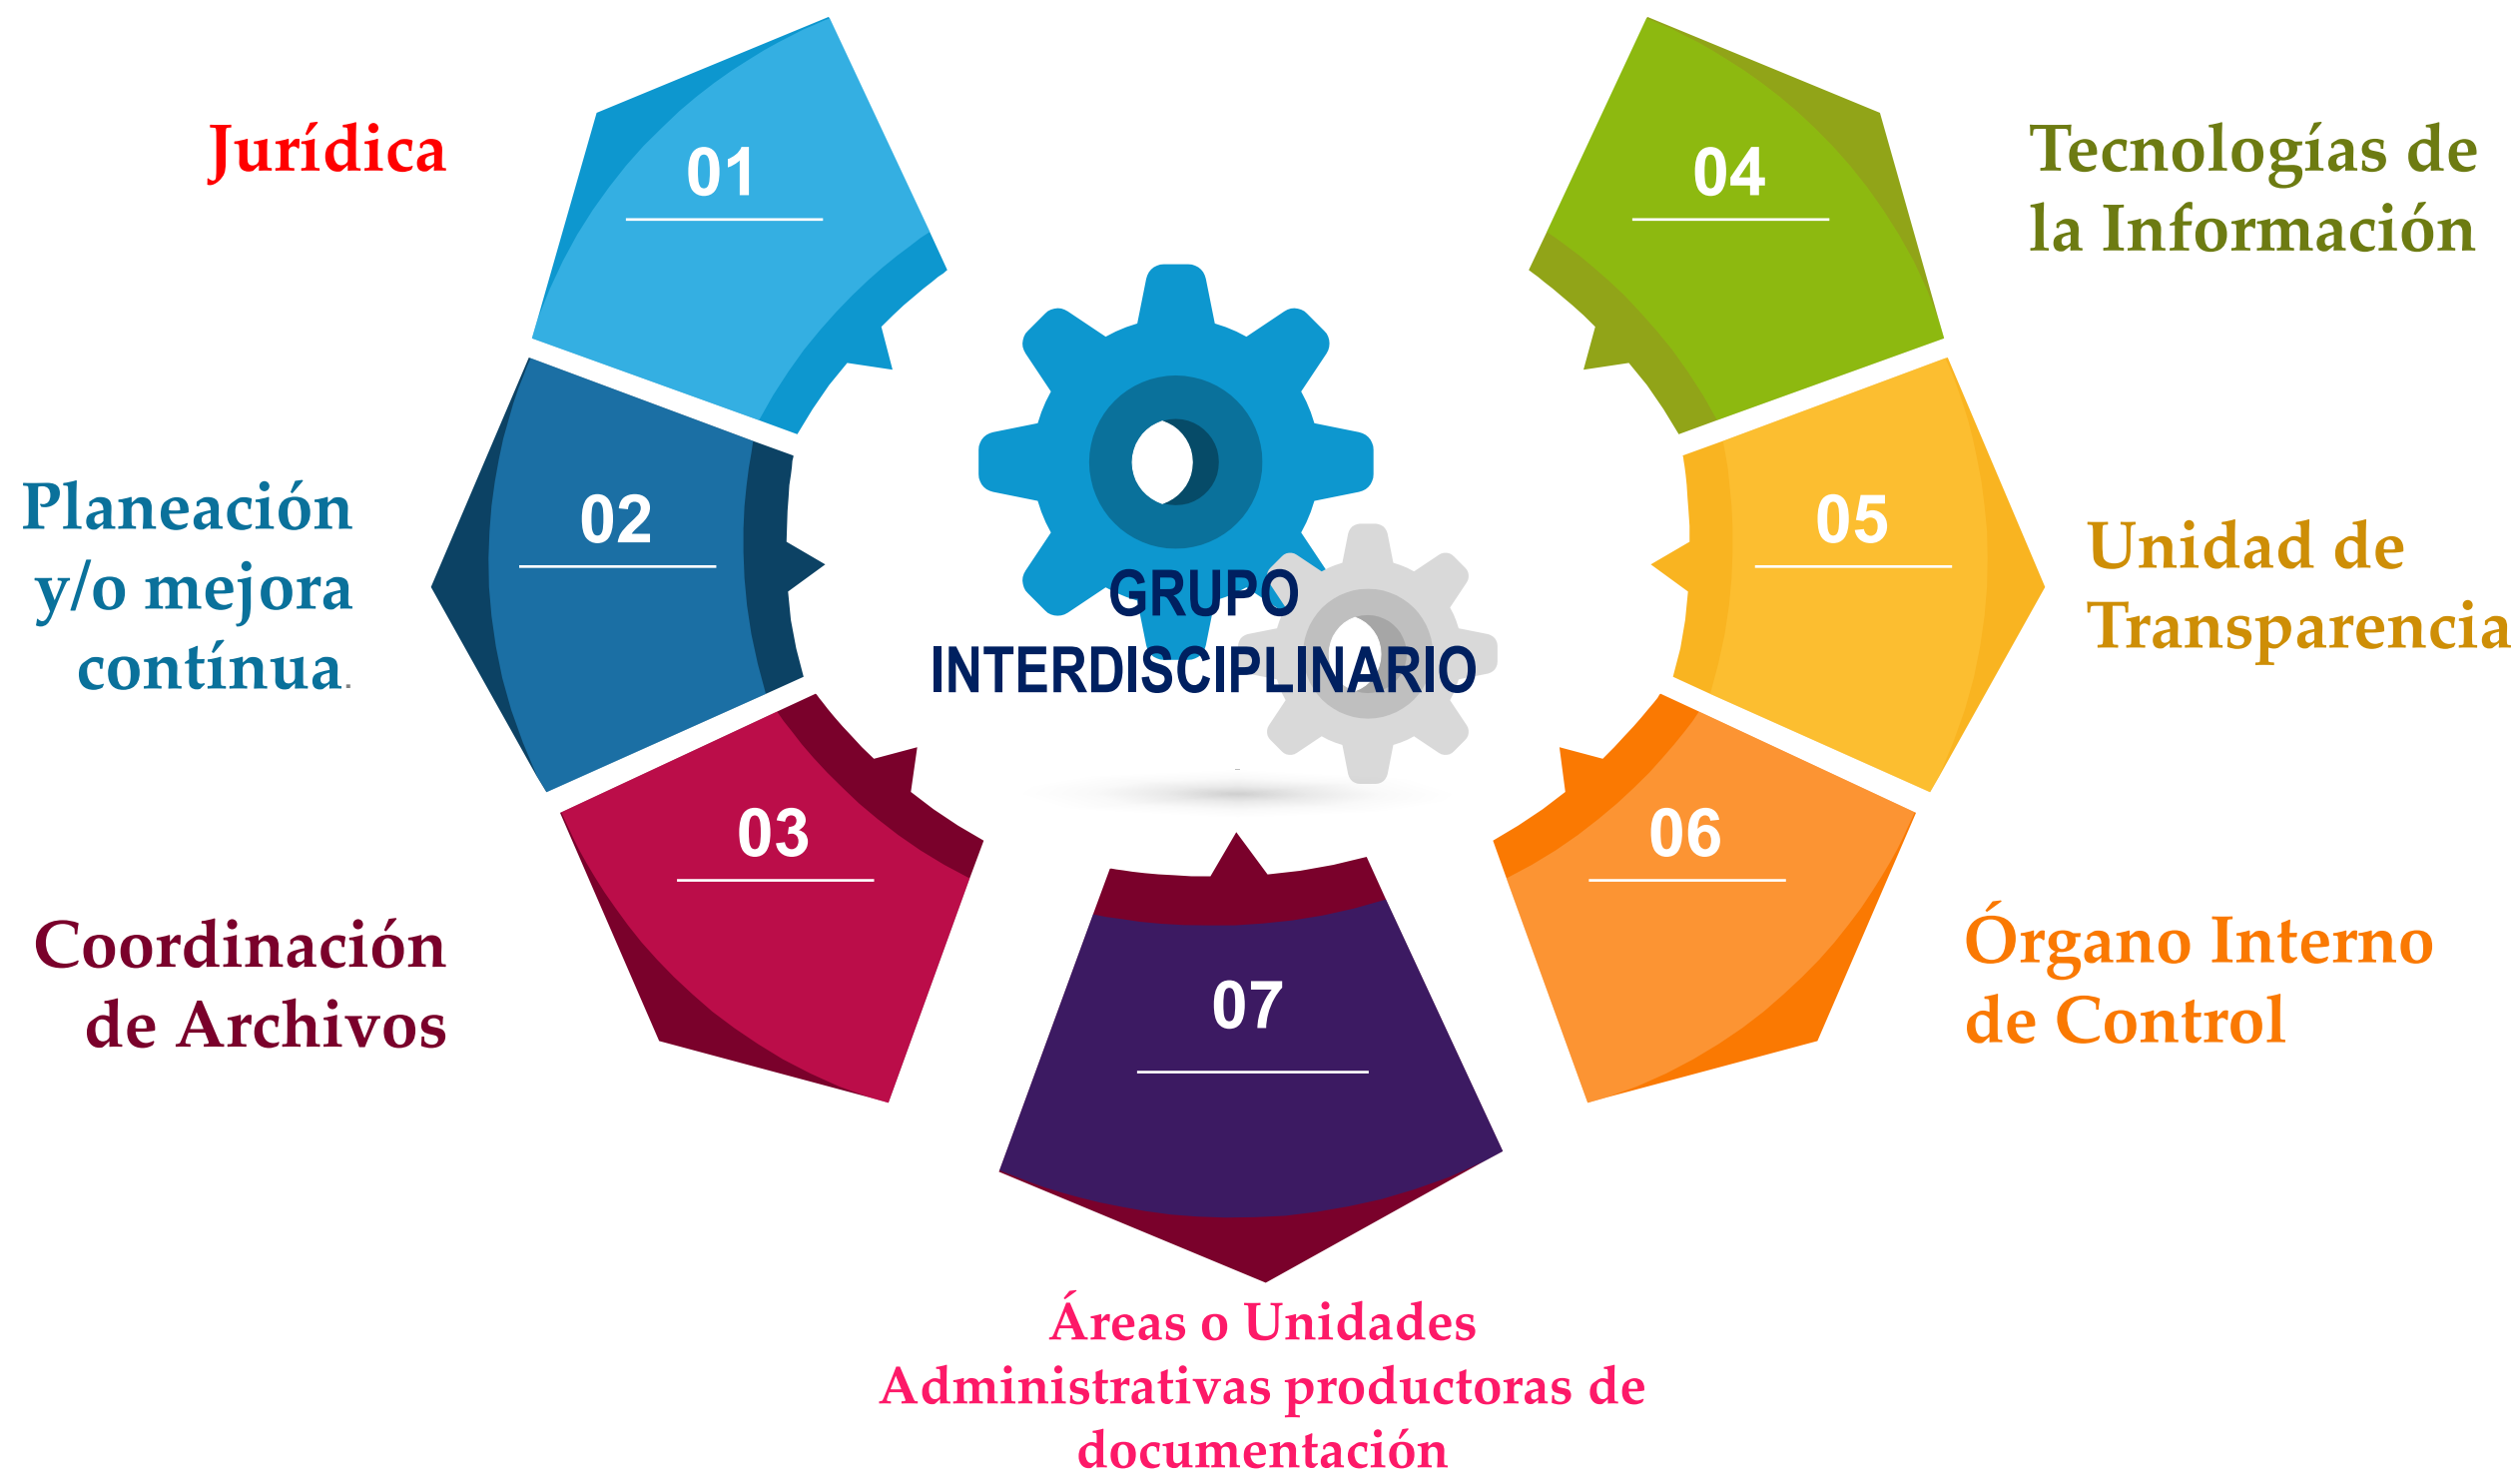 Jurídica
01
Planeación
y/o mejora
contínua.
02
Coordinación
de Archivos
03
GRUPO
INTERDISCIPLINARIO
04
Tecnologías de
la Información
05
Unidad de
Transparencia
06
Órgano Interno
de Control
07
Áreas o Unidades
Administrativas productoras de
documentación